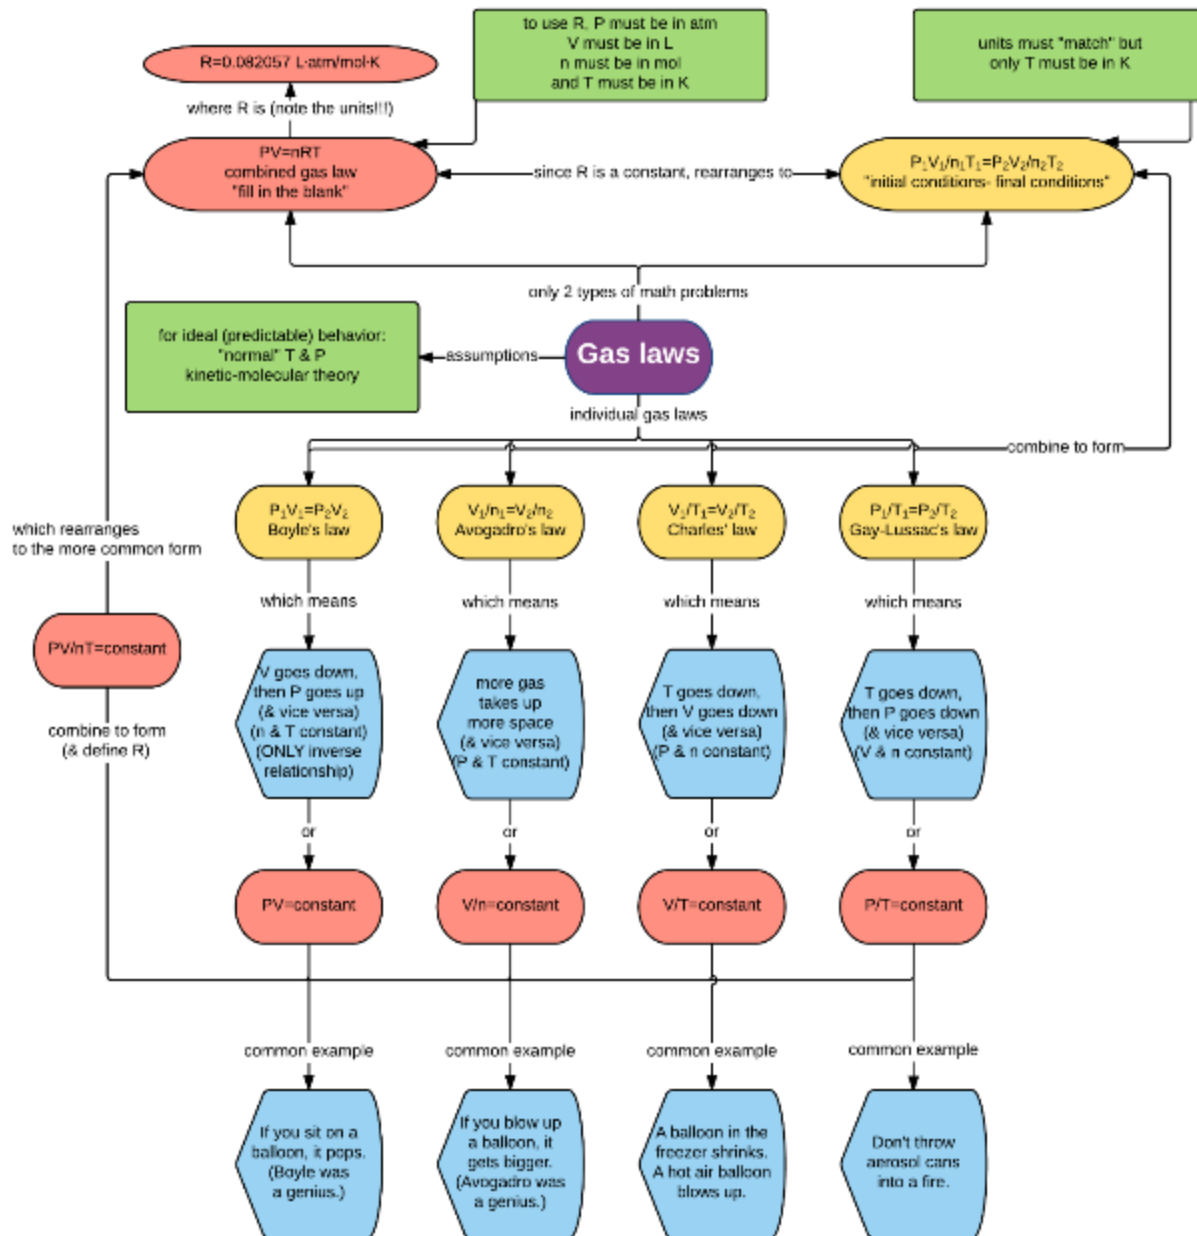 to use R, P must be in atm
V must be in L
n must be in mol
and T must be in K
units must "match" but
only T must be in K
R=0.082057 L·atm/mol·K
where R is (note the units!!!)
PV=nRT
combined gas law
"fill in the blank"
since R is a constant, rearranges to
P₁V₁/n₁T₁=P₂V₂/n₂T₂
"initial conditions- final conditions"
only 2 types of math problems
for ideal (predictable) behavior:
"normal" T & P
kinetic-molecular theory
assumptions
Gas laws
individual gas laws
combine to form
P₁V₁=P₂V₂
Boyle's law
V₁/n₁=V₂/n₂
Avogadro's law
V₁/T₁=V₂/T₂
Charles' law
P₁/T₁=P₂/T₂
Gay-Lussac's law
which rearranges
to the more common form
which means
which means
which means
which means
PV/nT=constant
V goes down,
then P goes up
(& vice versa)
(n & T constant)
(ONLY inverse
relationship)
more gas
takes up
more space
(& vice versa)
(P & T constant)
T goes down,
then V goes down
(& vice versa)
(P & n constant)
T goes down,
then P goes down
(& vice versa)
(V & n constant)
combine to form
(& define R)
or
or
or
or
PV=constant
V/n=constant
V/T=constant
P/T=constant
common example
common example
common example
common example
If you sit on a
balloon, it pops.
(Boyle was
a genius.)
If you blow up
a balloon, it
gets bigger.
(Avogadro was
a genius.)
A balloon in the
freezer shrinks.
A hot air balloon
blows up.
Don't throw
aerosol cans
into a fire.